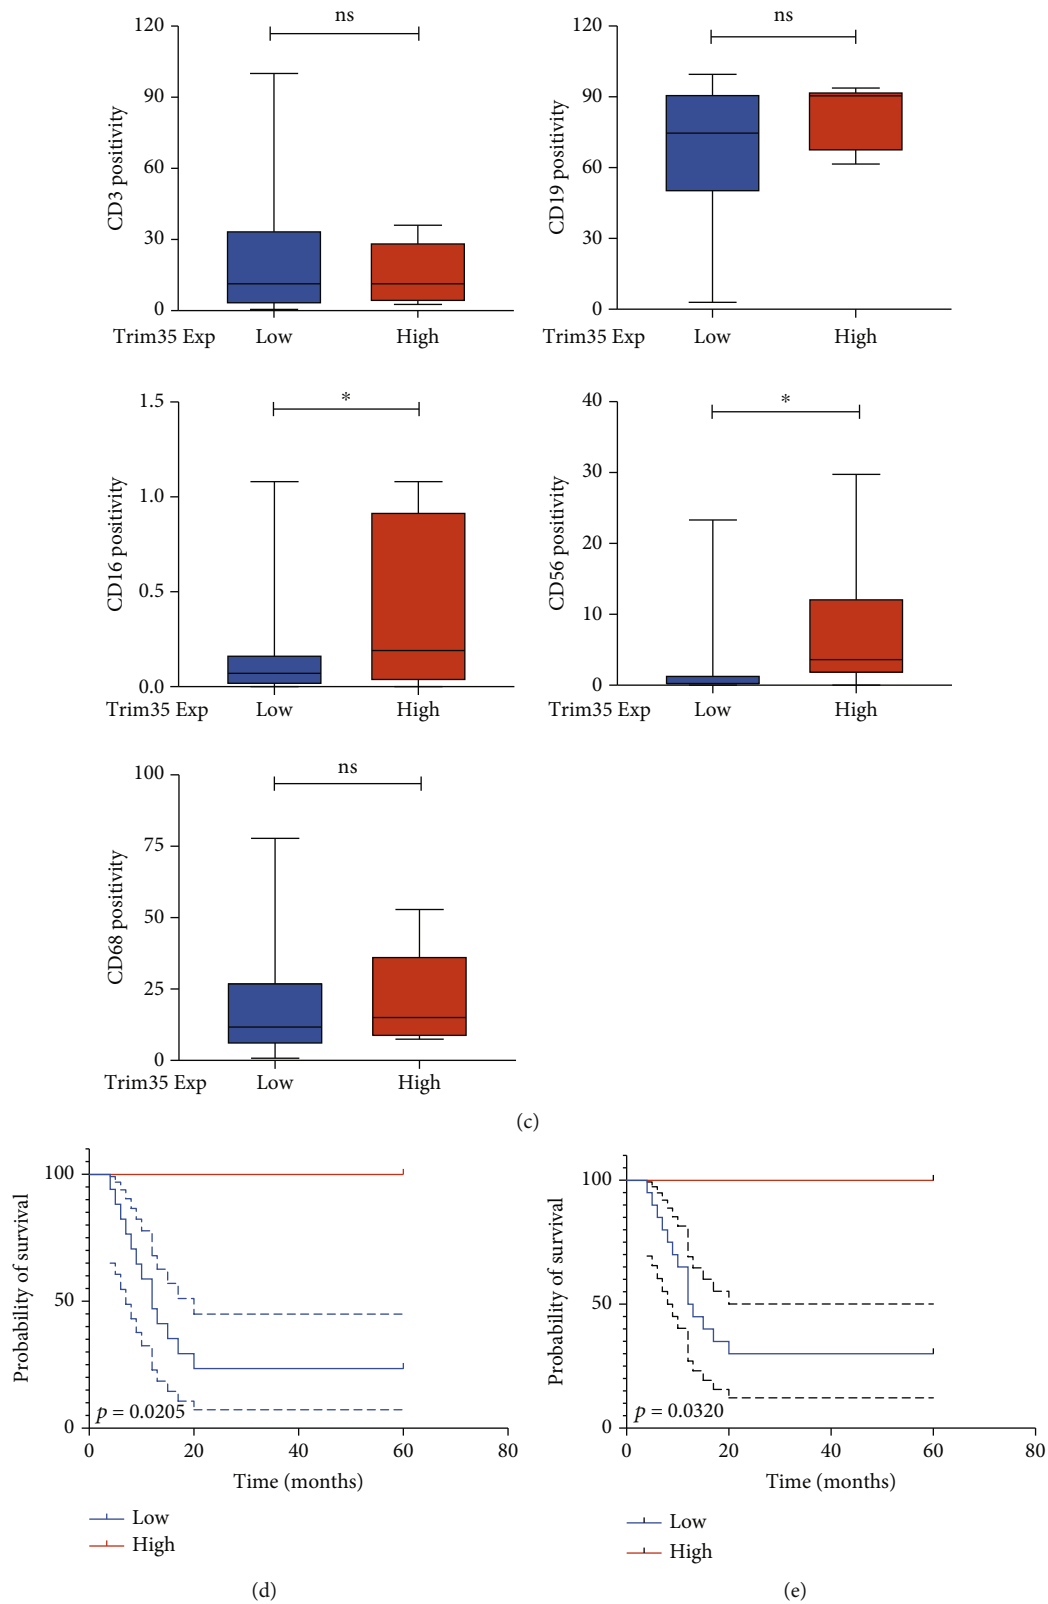 ns
120
90
60
30
0
CD3 positivity
Trim35 Exp Low High
ns
120
90
60
30
0
CD19 positivity
Trim35 Exp Low High
*
1.5
1.0
0.5
0.0
CD16 positivity
Trim35 Exp Low High
*
40
30
20
10
0
CD56 positivity
Trim35 Exp Low High
ns
100
75
50
25
0
CD68 positivity
Trim35 Exp Low High
(c)
100
50
0
Probability of survival
p = 0.0205
0 20 40 60 80
Time (months)
Low
High
(d)
100
50
0
Probability of survival
p = 0.0320
0 20 40 60 80
Time (months)
Low
High
(e)